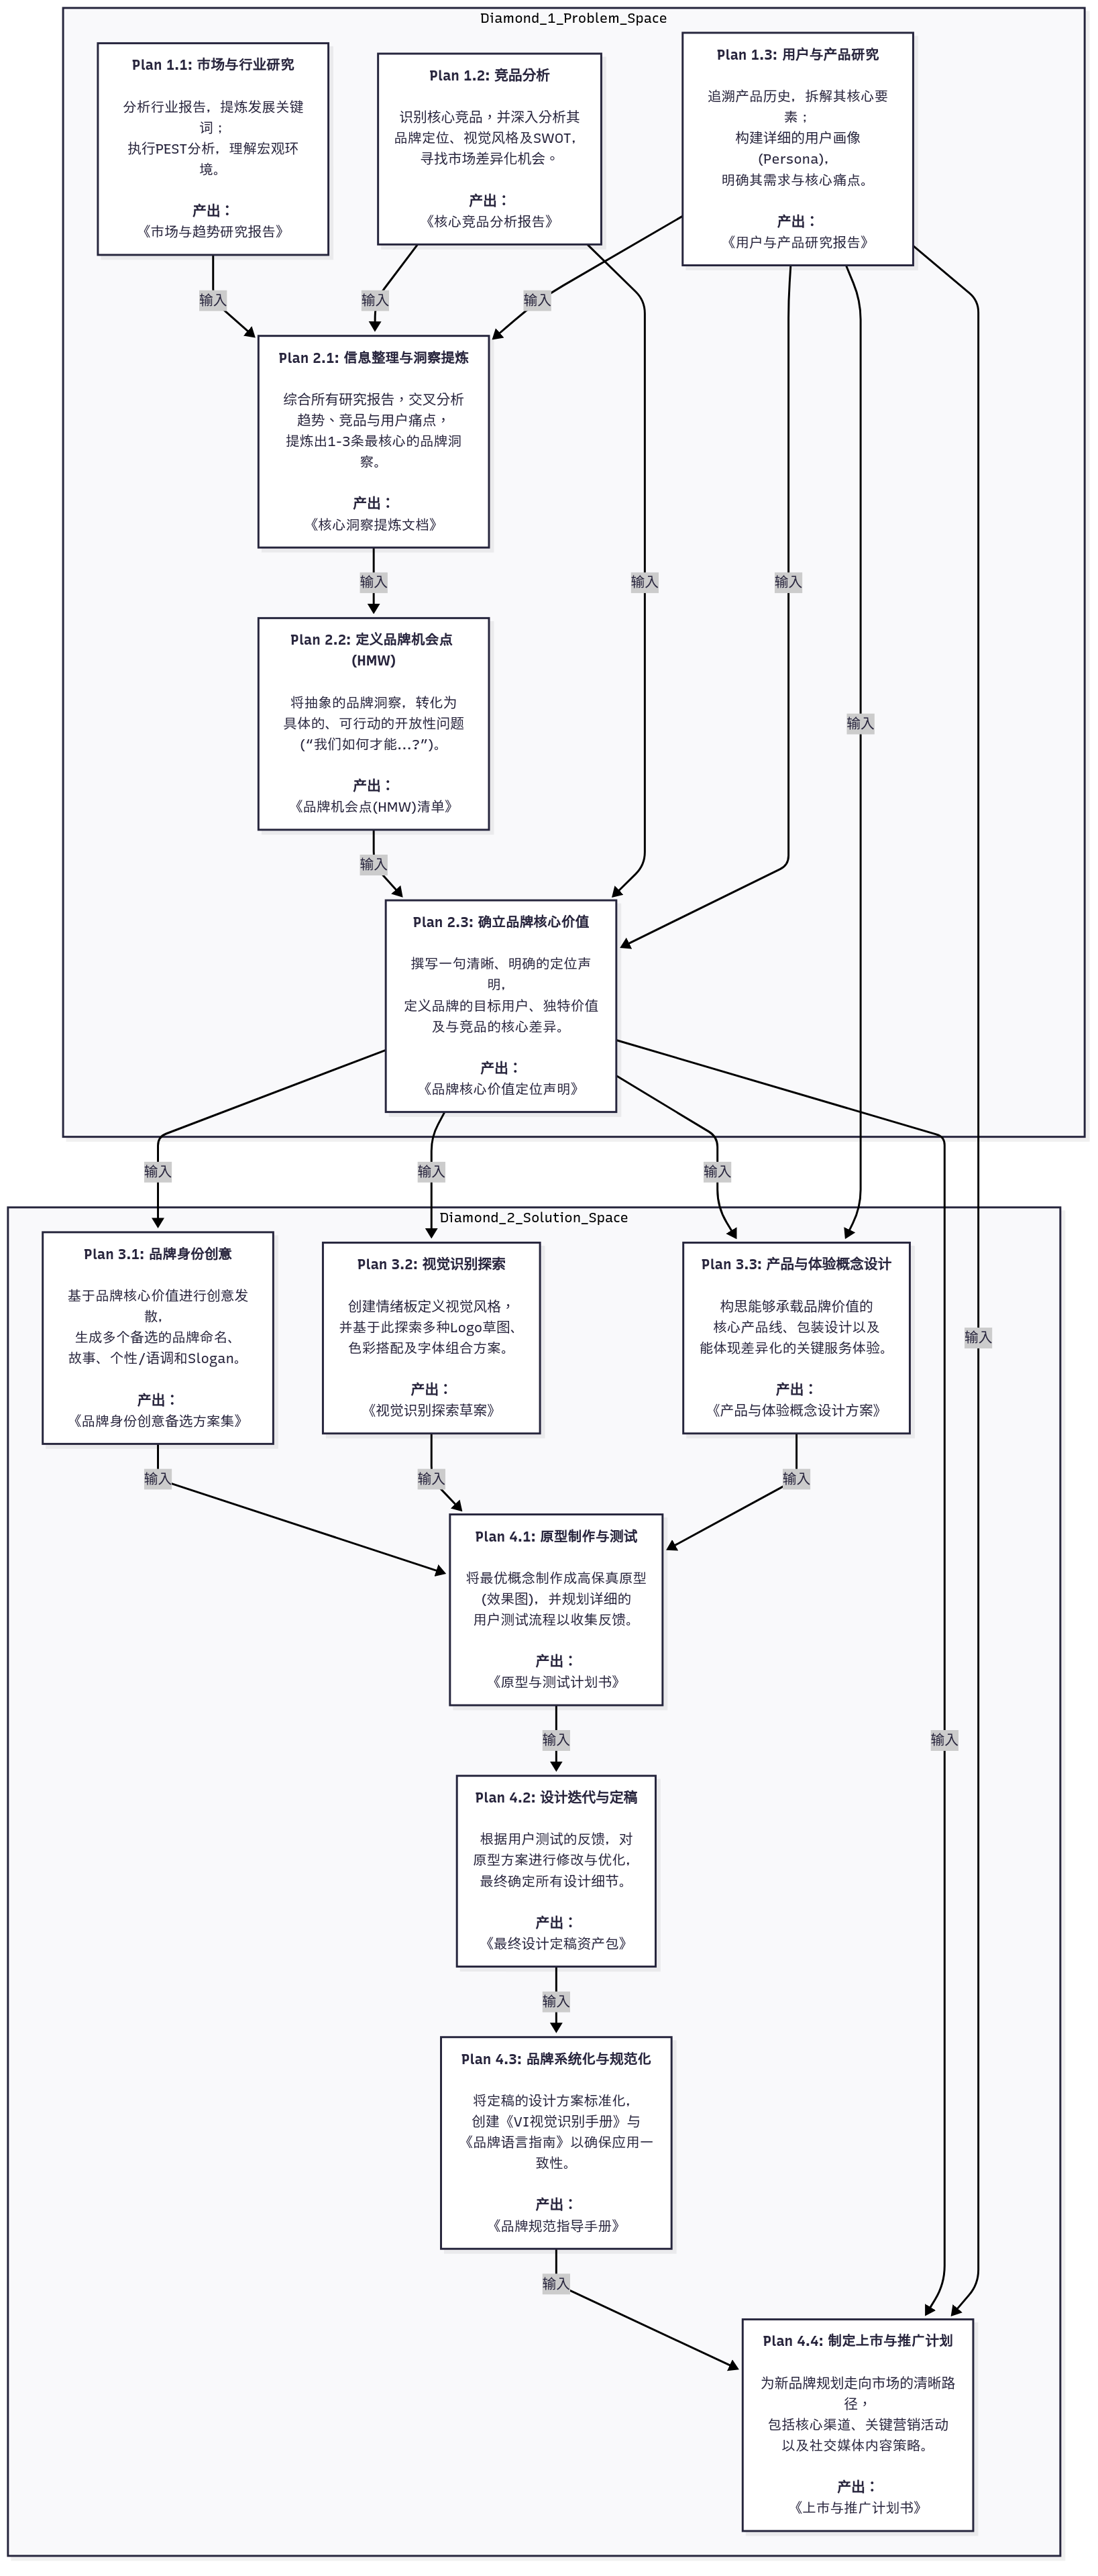 Diamond_1_Problem_Space
Plan 1.1: 市场与行业研究
分析行业报告，提炼发展关键
词；
执行PEST分析，理解宏观环
境。
产出：
《市场与趋势研究报告》
Plan 1.2: 竞品分析
识别核心竞品，并深入分析其
品牌定位、视觉风格及SWOT，
寻找市场差异化机会。
产出：
《核心竞品分析报告》
Plan 1.3: 用户与产品研究
追溯产品历史，拆解其核心要
素；
构建详细的用户画像
(Persona)，
明确其需求与核心痛点。
产出：
《用户与产品研究报告》
输入
输入
输入
Plan 2.1: 信息整理与洞察提炼
综合所有研究报告，交叉分析
趋势、竞品与用户痛点，
提炼出1-3条最核心的品牌洞
察。
产出：
《核心洞察提炼文档》
输入
输入
输入
Plan 2.2: 定义品牌机会点
(HMW)
将抽象的品牌洞察，转化为
具体的、可行动的开放性问题
(“我们如何才能...?”)。
产出：
《品牌机会点(HMW)清单》
输入
输入
Plan 2.3: 确立品牌核心价值
撰写一句清晰、明确的定位声
明，
定义品牌的目标用户、独特价值
及与竞品的核心差异。
产出：
《品牌核心价值定位声明》
输入
输入
输入
Diamond_2_Solution_Space
Plan 3.1: 品牌身份创意
基于品牌核心价值进行创意发
散，
生成多个备选的品牌命名、
故事、个性/语调和Slogan。
产出：
《品牌身份创意备选方案集》
Plan 3.2: 视觉识别探索
创建情绪板定义视觉风格，
并基于此探索多种Logo草图、
色彩搭配及字体组合方案。
产出：
《视觉识别探索草案》
Plan 3.3: 产品与体验概念设计
构思能够承载品牌价值的
核心产品线、包装设计以及
能体现差异化的关键服务体验。
产出：
《产品与体验概念设计方案》
输入
输入
输入
输入
Plan 4.1: 原型制作与测试
将最优概念制作成高保真原型
(效果图)，并规划详细的
用户测试流程以收集反馈。
产出：
《原型与测试计划书》
输入
输入
Plan 4.2: 设计迭代与定稿
根据用户测试的反馈，对
原型方案进行修改与优化，
最终确定所有设计细节。
产出：
《最终设计定稿资产包》
输入
Plan 4.3: 品牌系统化与规范化
将定稿的设计方案标准化，
创建《VI视觉识别手册》与
《品牌语言指南》以确保应用一
致性。
产出：
《品牌规范指导手册》
输入
Plan 4.4: 制定上市与推广计划
为新品牌规划走向市场的清晰路
径，
包括核心渠道、关键营销活动
以及社交媒体内容策略。
产出：
《上市与推广计划书》